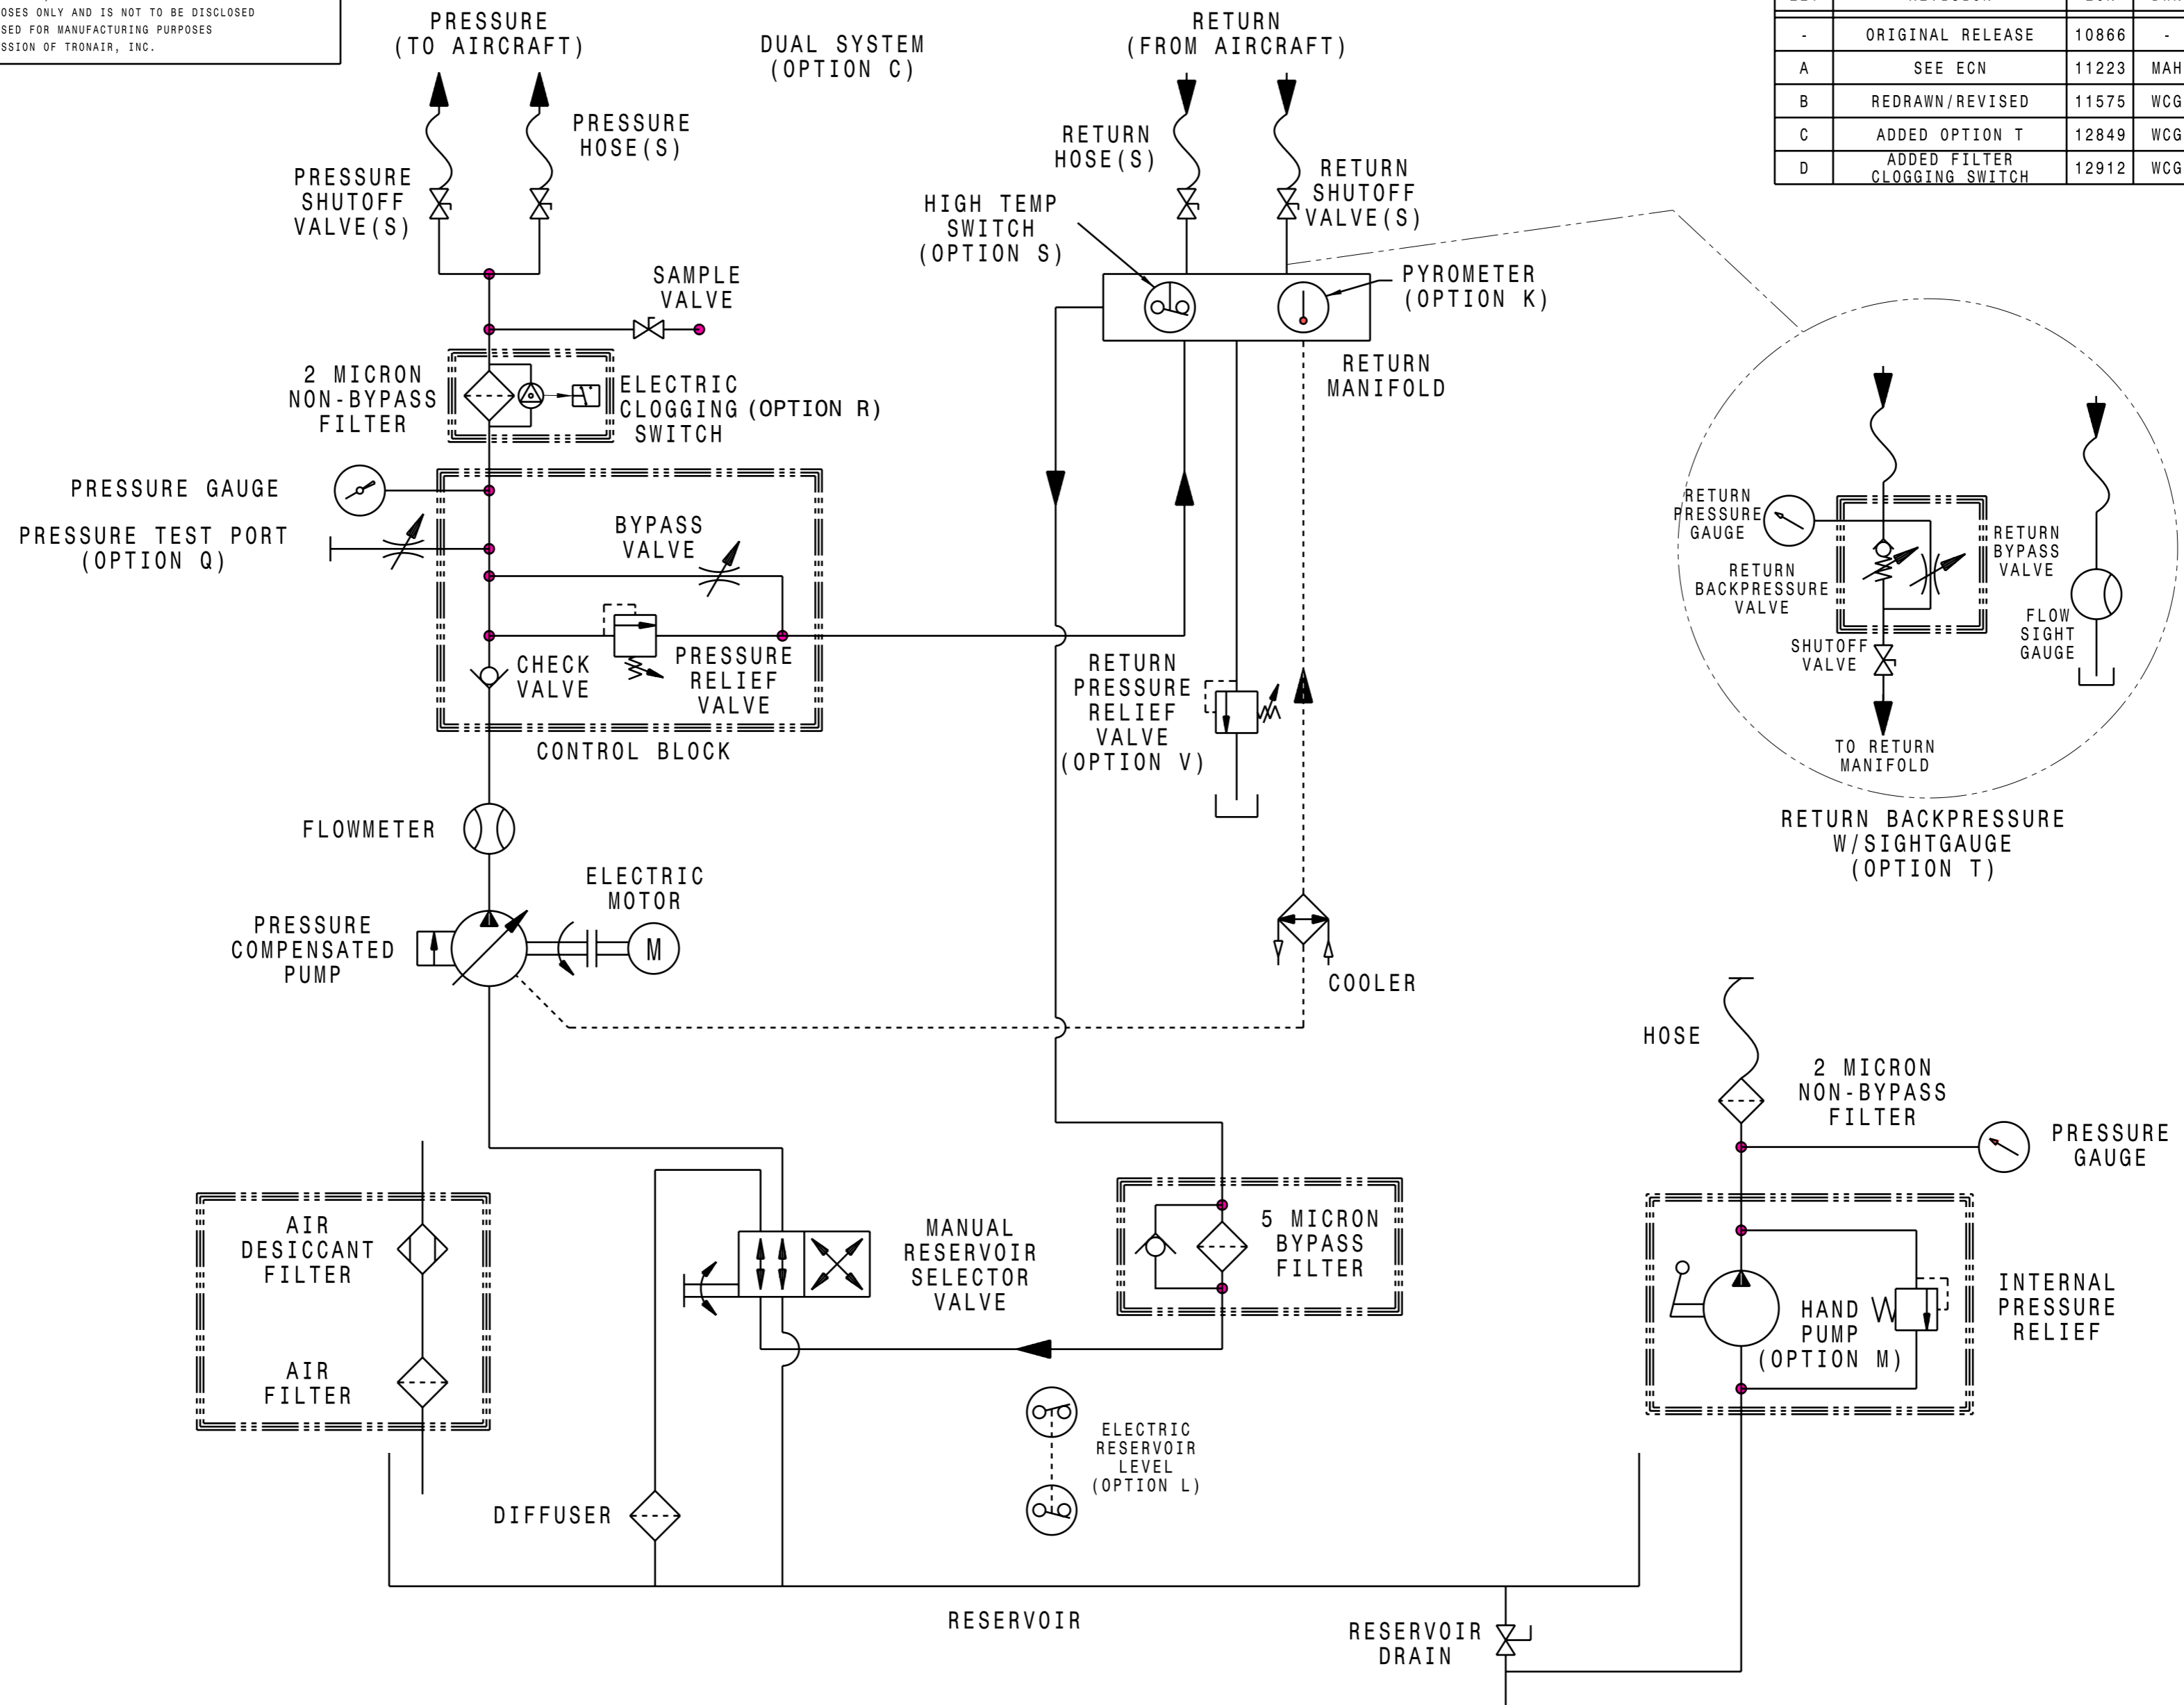 OSES ONLY AND IS NOT TO BE DISCLOSED
SED FOR MANUFACTURING PURPOSES
SSION OF TRONAIR, INC.
PRESSURE
(TO AIRCRAFT)
DUAL SYSTEM
(OPTION C)
RETURN
(FROM AIRCRAFT)
- ORIGINAL RELEASE 10866 -
A SEE ECN 11223 MAH
B REDRAWN/REVISED 11575 WCG
C ADDED OPTION T 12849 WCG
D ADDED FILTER
CLOGGING SWITCH 12912 WCG
PRESSURE
HOSE(S)
RETURN
HOSE(S)
PRESSURE
SHUTOFF
VALVE(S)
RETURN
SHUTOFF
VALVE(S)
HIGH TEMP
SWITCH
(OPTION S)
SAMPLE
VALVE
PYROMETER
(OPTION K)
RETURN
MANIFOLD
2 MICRON
NON-BYPASS
FILTER
ELECTRIC
CLOGGING (OPTION R)
SWITCH
PRESSURE GAUGE
PRESSURE TEST PORT
(OPTION Q)
BYPASS
VALVE
CHECK
VALVE
PRESSURE
RELIEF
VALVE
CONTROL BLOCK
RETURN
PRESSURE
RELIEF
VALVE
(OPTION V)
RETURN
PRESSURE
GAUGE
RETURN
BYPASS
VALVE
RETURN
BACKPRESSURE
VALVE
FLOW
SIGHT
GAUGE
SHUTOFF
VALVE
TO RETURN
MANIFOLD
RETURN BACKPRESSURE
W/SIGHTGAUGE
(OPTION T)
FLOWMETER
ELECTRIC
MOTOR
M
PRESSURE
COMPENSATED
PUMP
COOLER
HOSE
2 MICRON
NON-BYPASS
FILTER
PRESSURE
GAUGE
AIR
DESICCANT
FILTER
AIR
FILTER
MANUAL
RESERVOIR
SELECTOR
VALVE
5 MICRON
BYPASS
FILTER
HAND
PUMP
(OPTION M)
INTERNAL
PRESSURE
RELIEF
ELECTRIC
RESERVOIR
LEVEL
(OPTION L)
DIFFUSER
RESERVOIR
RESERVOIR
DRAIN